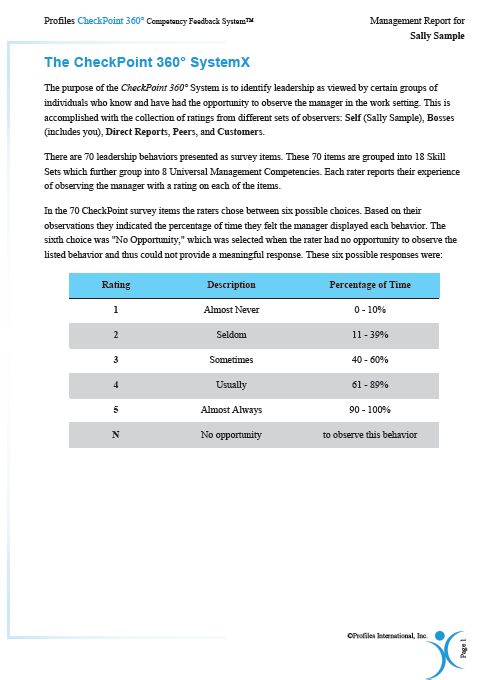 Profiles CheckPoint 360° Competency Feedback System™ Management Report for
Sally Sample
The CheckPoint 360° SystemX
The purpose of the CheckPoint 360° System is to identify leadership as viewed by certain groups of
individuals who know and have had the opportunity to observe the manager in the work setting. This is
accomplished with the collection of ratings from different sets of observers: Self (Sally Sample), Bosses
(includes you), Direct Reports, Peers, and Customers.
There are 70 leadership behaviors presented as survey items. These 70 items are grouped into 18 Skill
Sets which further group into 8 Universal Management Competencies. Each rater reports their experience
of observing the manager with a rating on each of the items.
In the 70 CheckPoint survey items the raters chose between six possible choices. Based on their
observations they indicated the percentage of time they felt the manager displayed each behavior. The
sixth choice was "No Opportunity," which was selected when the rater had no opportunity to observe the
listed behavior and thus could not provide a meaningful response. These six possible responses were:
Rating Description Percentage of Time
1 Almost Never 0 - 10%
2 Seldom 11 - 39%
3 Sometimes 40 - 60%
4 Usually 61 - 89%
5 Almost Always 90 - 100%
N No opportunity to observe this behavior
©Profiles International, Inc.
Page 1